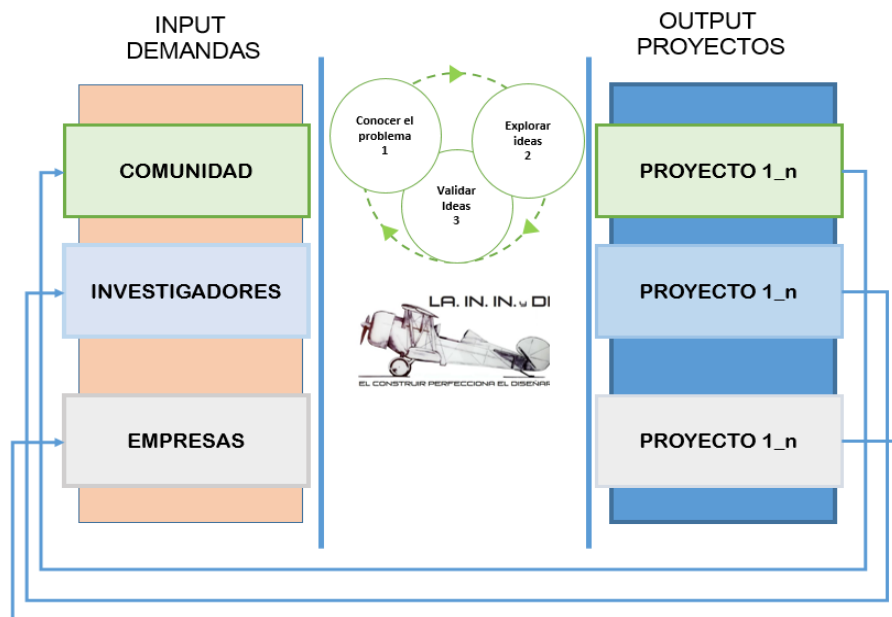 INPUT
DEMANDAS
OUTPUT
PROYECTOS
Conocer el
problema
1
Explorar
ideas
2
Validar
Ideas
3
COMUNIDAD
PROYECTO 1_n
INVESTIGADORES
LA. IN. IN. y DI
PROYECTO 1_n
EL CONSTRUIR PERFECCIONA EL DISEÑAR
EMPRESAS
PROYECTO 1_n